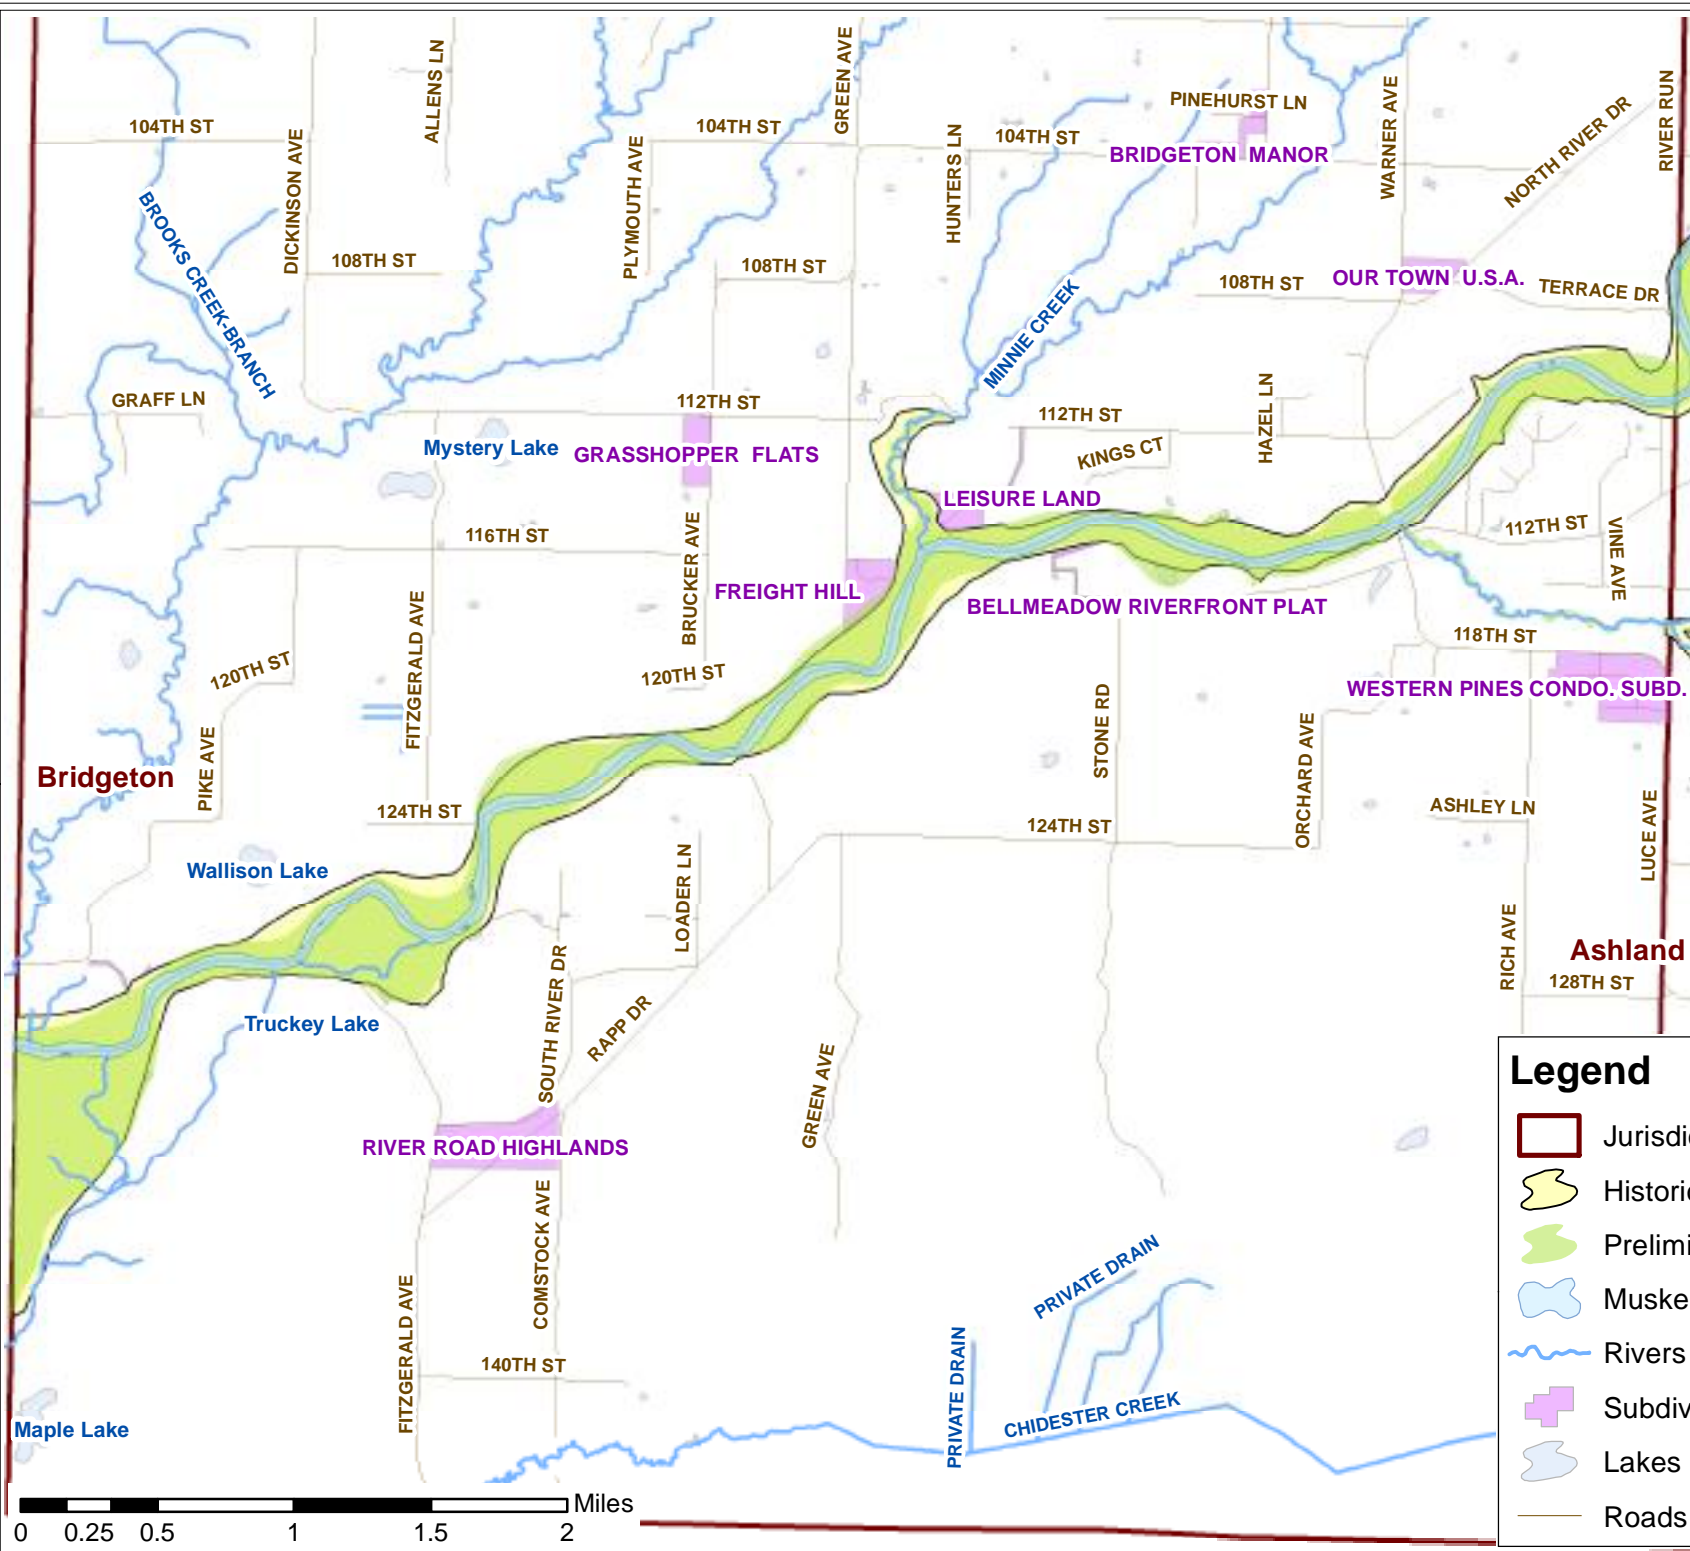 ALLENS LN
GREEN AVE
WARNER AVE
RIVER RUN
PINEHURST LN
NORTH RIVER DR
104TH ST
DICKINSON AVE
104TH ST
PLYMOUTH AVE
HUNTERS LN
104TH ST
BRIDGETON MANOR
BROOKS CREEK-BRANCH
108TH ST
108TH ST
108TH ST
OUR TOWN U.S.A.
TERRACE DR
MINNIE CREEK
GRAFF LN
112TH ST
112TH ST
HAZEL LN
Mystery Lake
GRASSHOPPER FLATS
KINGS CT
LEISURE LAND
116TH ST
BRUCKER AVE
112TH ST
VINE AVE
FREIGHT HILL
BELLMEADOW RIVERFRONT PLAT
FITZGERALD AVE
118TH ST
120TH ST
120TH ST
WESTERN PINES CONDO. SUBD.
STONE RD
ORCHARD AVE
PIKE AVE
Bridgeton
124TH ST
124TH ST
ASHLEY LN
LUCE AVE
Wallison Lake
LOADER LN
RICH AVE
Ashland
128TH ST
SOUTH RIVER DR
Truckey Lake
RAPP DR
GREEN AVE
RIVER ROAD HIGHLANDS
COMSTOCK AVE
FITZGERALD AVE
140TH ST
PRIVATE DRAIN
PRIVATE DRAIN
CHIDESTER CREEK
Maple Lake
Legend
Jurisdi
Historic
Prelimi
Muske
Rivers
Subdiv
Lakes
Roads
Miles
0 0.25 0.5 1 1.5 2